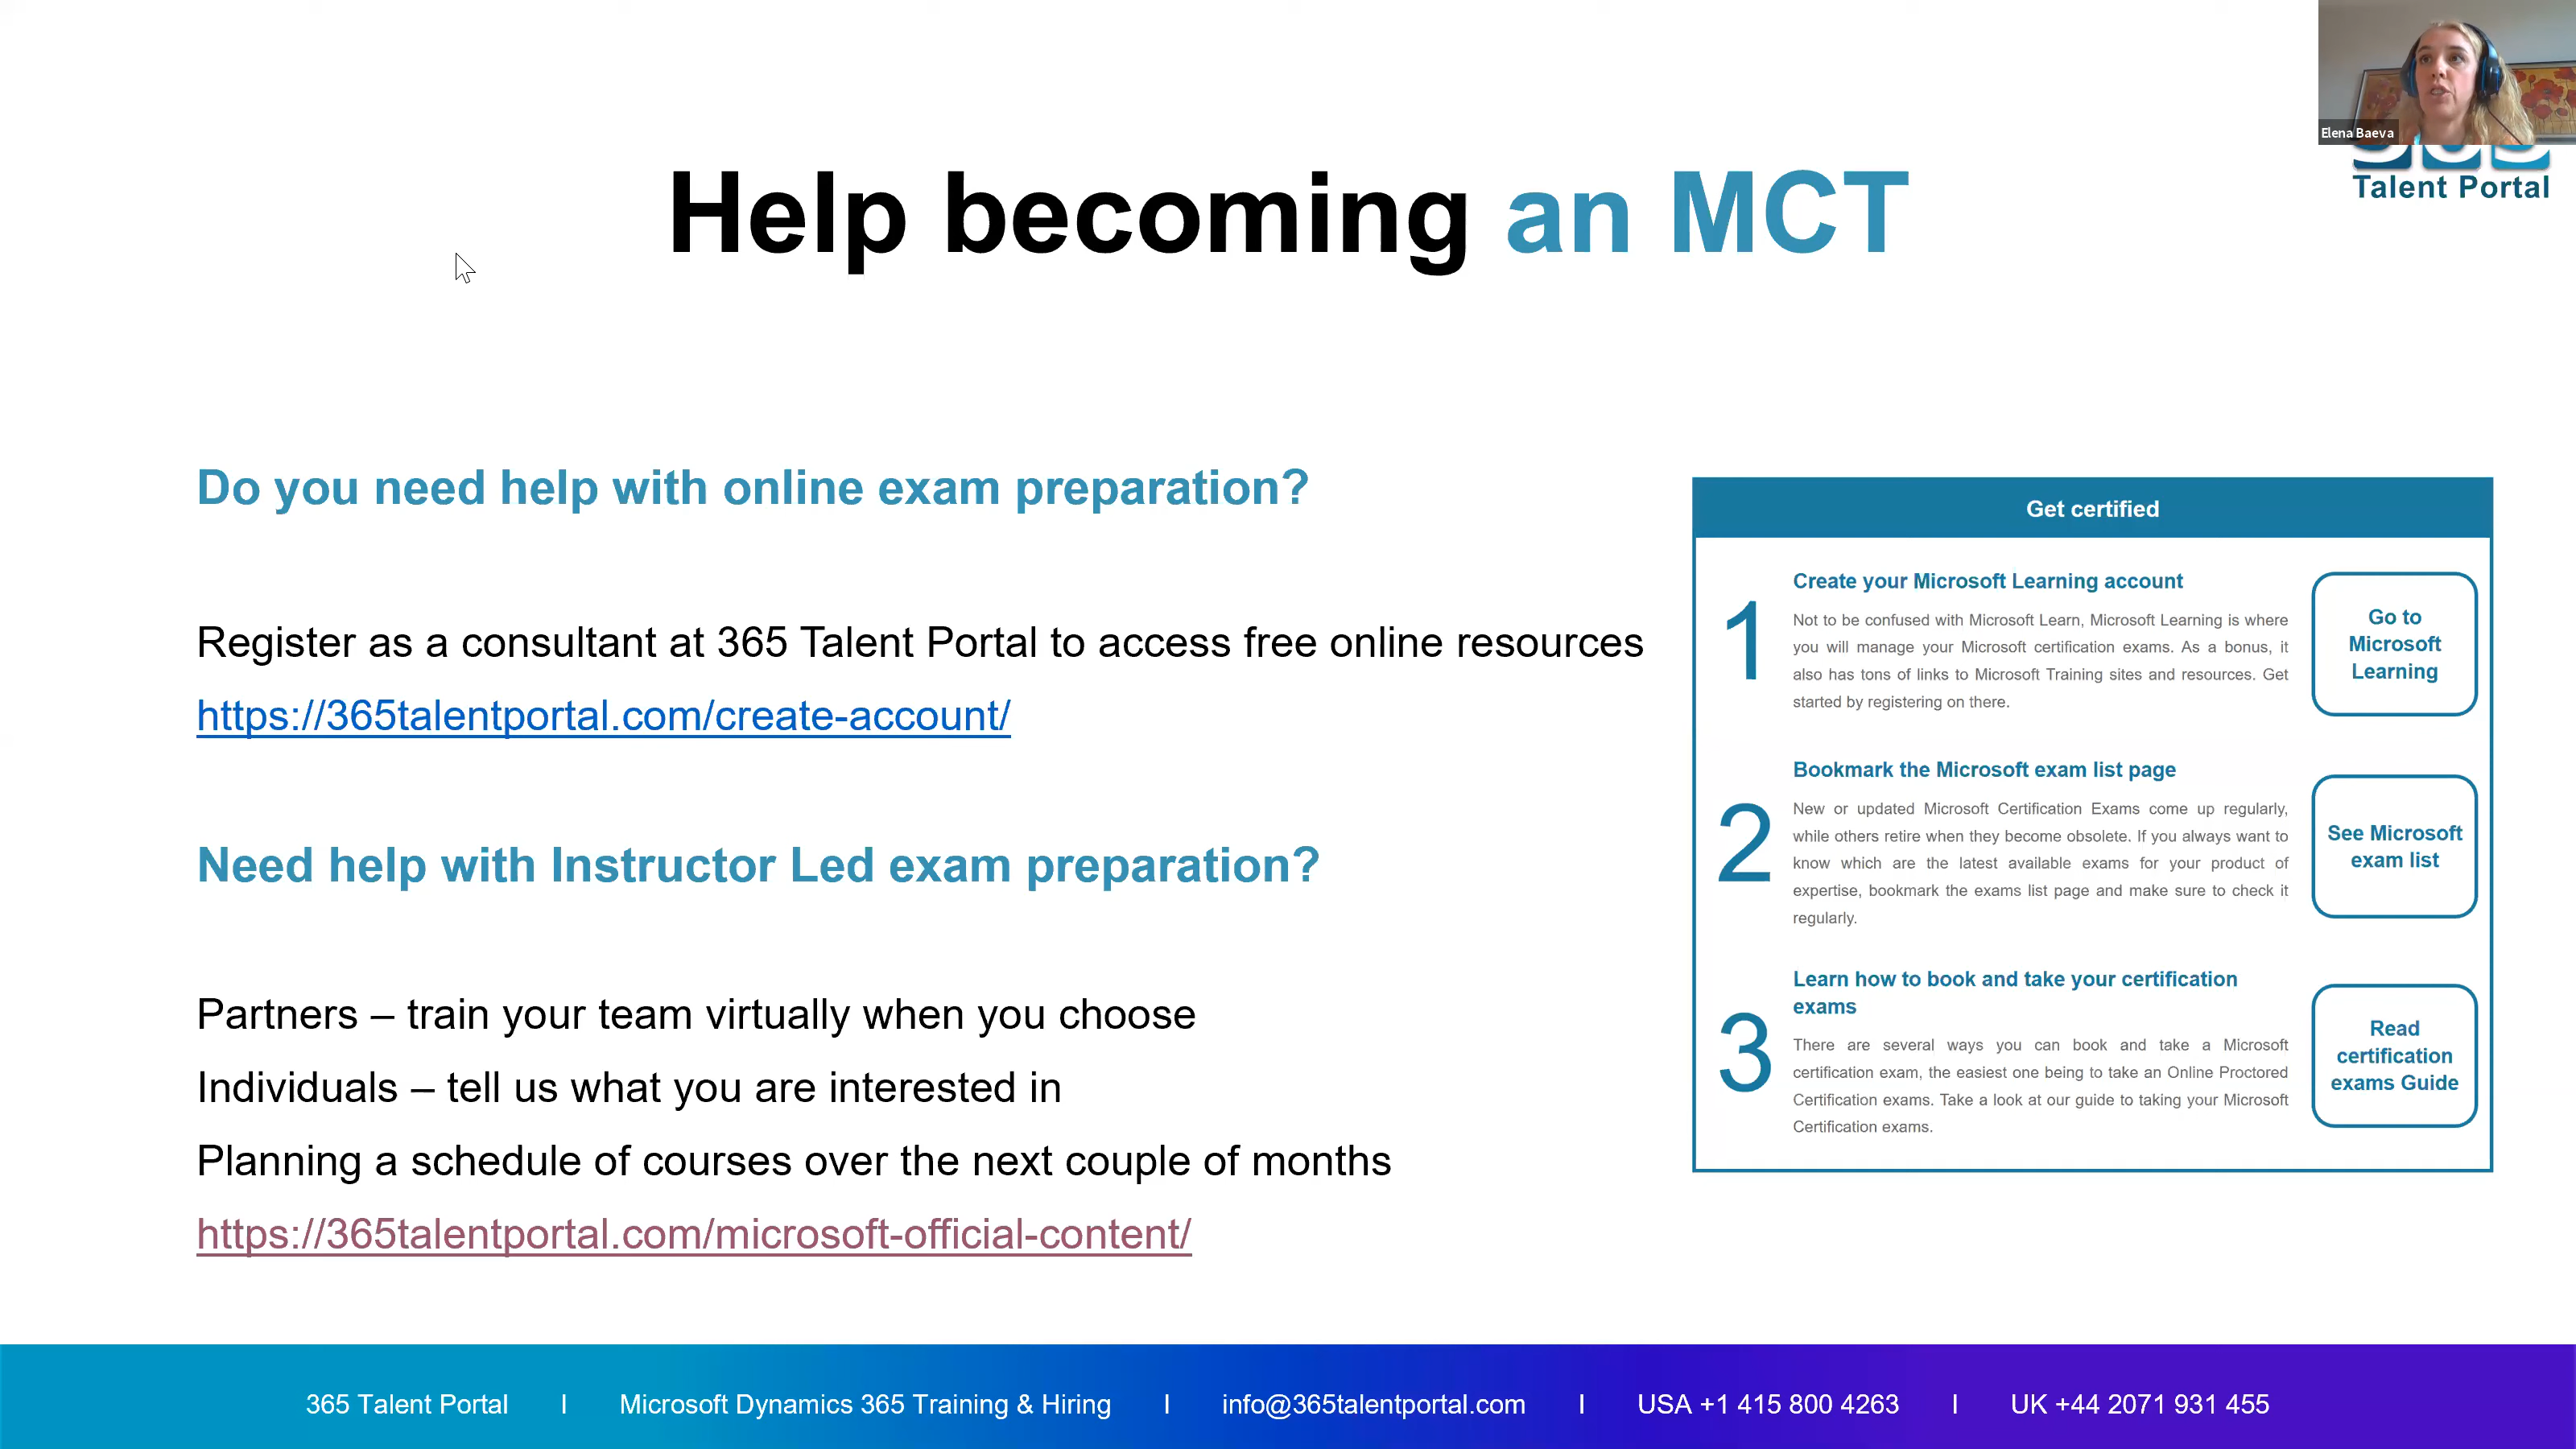 Elena Baeva
Talent Portal
Help becoming an MCT
Do you need help with online exam preparation?
Register as a consultant at 365 Talent Portal to access free online resources
https://365talentportal.com/create-account/
Need help with Instructor Led exam preparation?
Partners – train your team virtually when you choose
Individuals – tell us what you are interested in
Planning a schedule of courses over the next couple of months
https://365talentportal.com/microsoft-official-content/
Get certified
1
Create your Microsoft Learning account
Not to be confused with Microsoft Learn, Microsoft Learning is where
you will manage your Microsoft certification exams. As a bonus, it
also has tons of links to Microsoft Training sites and resources. Get
started by registering on there.
Go to
Microsoft
Learning
2
Bookmark the Microsoft exam list page
New or updated Microsoft Certification Exams come up regularly,
while others retire when they become obsolete. If you always want to
know which are the latest available exams for your product of
expertise, bookmark the exams list page and make sure to check it
regularly.
See Microsoft
exam list
3
Learn how to book and take your certification
exams
There are several ways you can book and take a Microsoft
certification exam, the easiest one being to take an Online Proctored
Certification exams. Take a look at our guide to taking your Microsoft
Certification exams.
Read
certification
exams Guide
365 Talent Portal I Microsoft Dynamics 365 Training & Hiring I info@365talentportal.com I USA +1 415 800 4263 I UK +44 2071 931 455